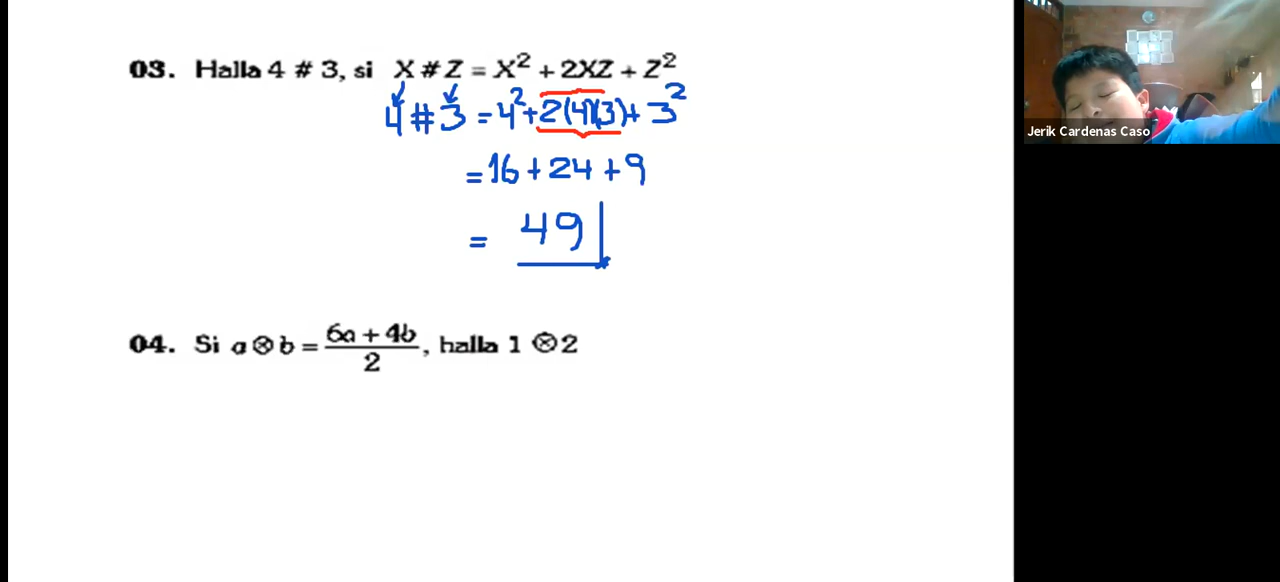 03. Halla 4 # 3, si X # Z = X² + 2XZ + Z²
4 # 3 = 4² + 2(4)(3) + 3²
= 16 + 24 + 9
= 49
04. Si a ⊗ b = (6a + 4b)/2, halla 1 ⊗ 2
Jerik Cardenas Caso